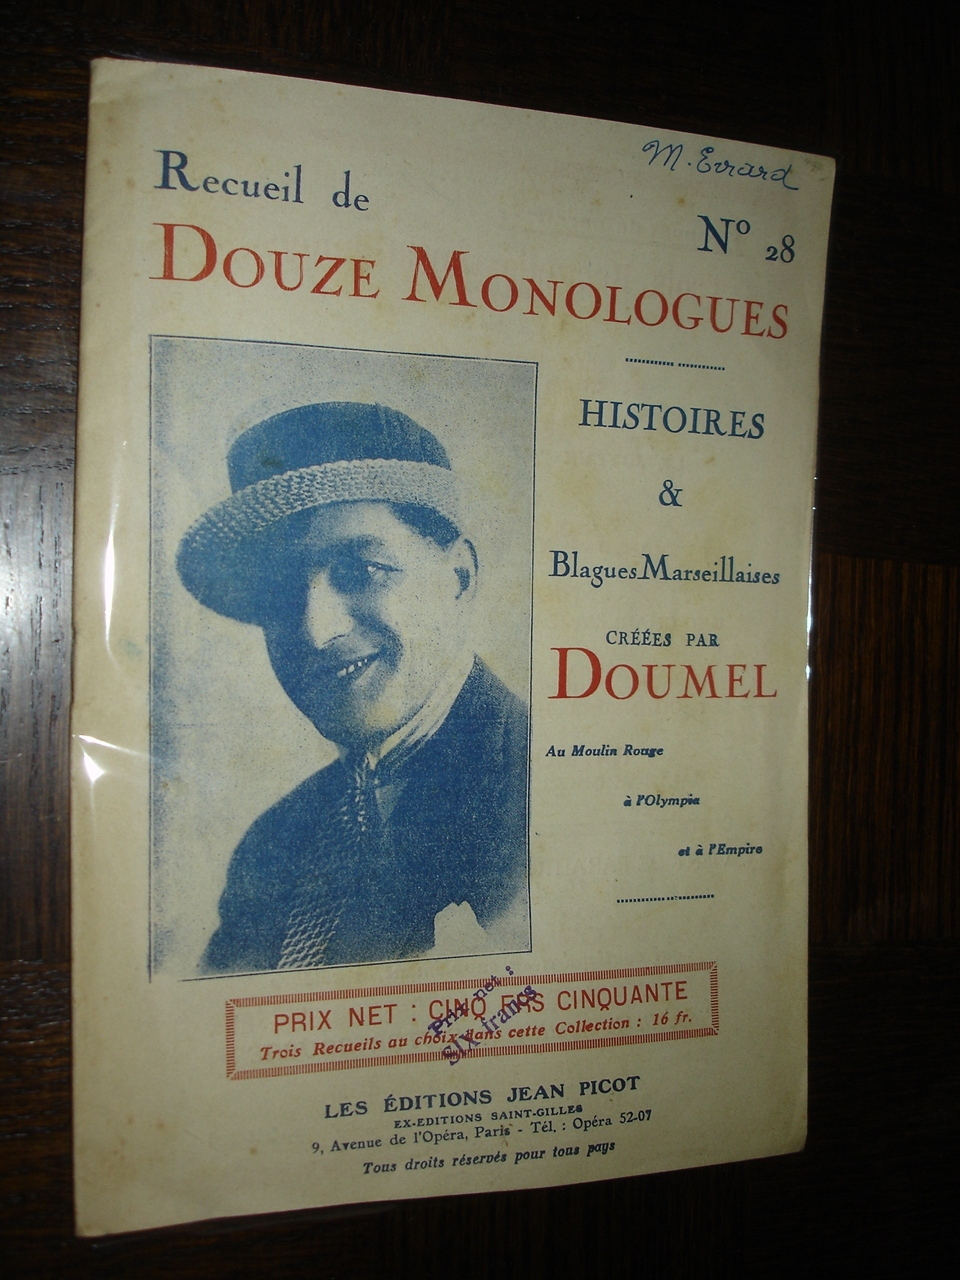 M. Evrard
Recueil de
N° 28
DOUZE MONOLOGUES
HISTOIRES
&
Blagues Marseillaises
CRÉÉES PAR
DOUMEL
Au Moulin Rouge
à l'Olympia
et à l'Empire
PRIX NET : CINQ FRS CINQUANTE
Trois Recueils au choix dans cette Collection : 16 fr.
Prix net :
Six francs
LES ÉDITIONS JEAN PICOT
EX-EDITIONS SAINT-GILLES
9, Avenue de l'Opéra, Paris - Tél. : Opéra 52-07
Tous droits réservés pour tous pays